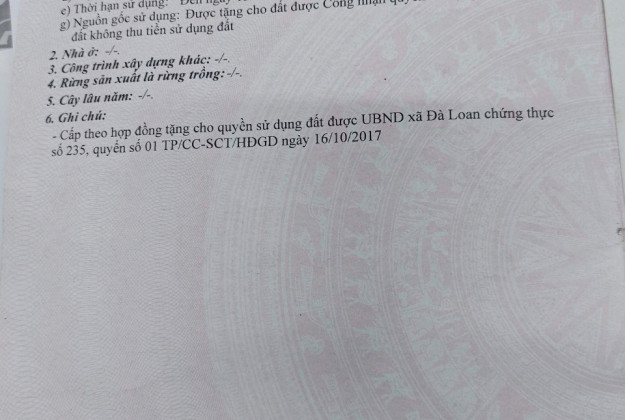 e) Thời hạn sử dụng: Đến ngày
g) Nguồn gốc sử dụng: Được tặng cho đất được Công nhận
đất không thu tiền sử dụng đất
2. Nhà ở: -/-.
3. Công trình xây dựng khác: -/-.
4. Rừng sản xuất là rừng trồng: -/-.
5. Cây lâu năm: -/-.
6. Ghi chú:
- Cấp theo hợp đồng tặng cho quyền sử dụng đất được UBND xã Đà Loan chứng thực
số 235, quyển số 01 TP/CC-SCT/HĐGD ngày 16/10/2017